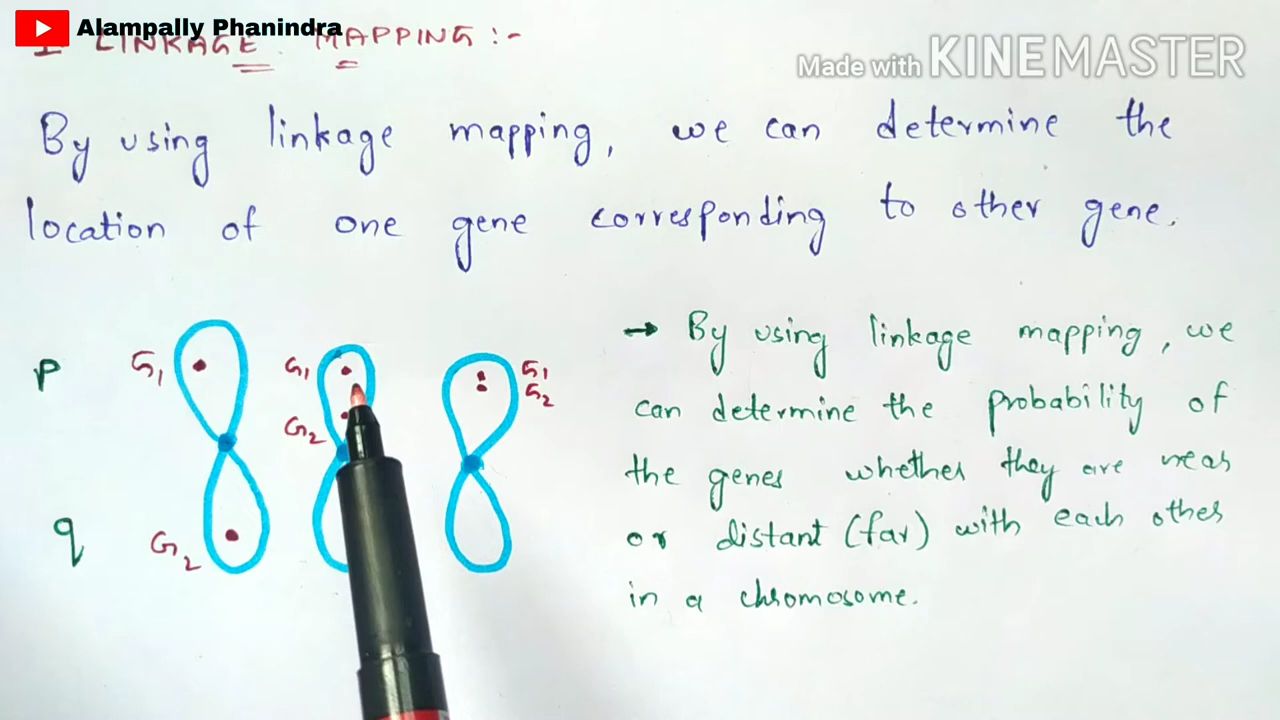 Alampally Phanindra
I LINKAGE MAPPING :-
Made with KINEMASTER
By using linkage mapping, we can determine the
location of one gene corresponding to other gene.
P
q
G1
G2
G1
G2
G1
G2
→ By using linkage mapping, we
can determine the probability of
the genes whether they are near
or distant (far) with each other
in a chromosome.